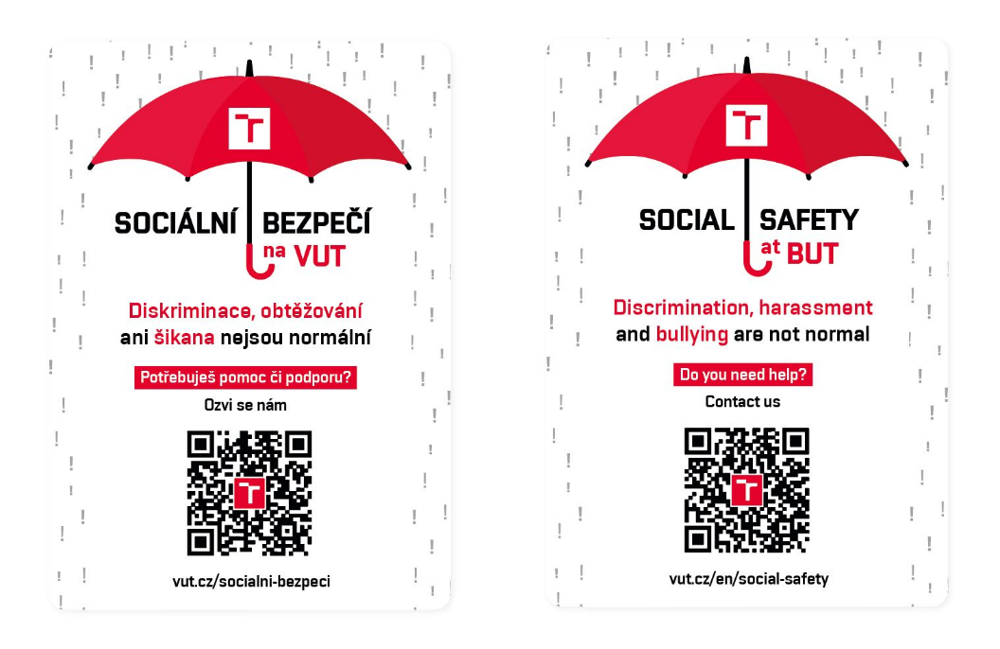 SOCIÁLNÍ BEZPEČÍ
na VUT
Diskriminace, obtěžování
ani šikana nejsou normální
Potřebuješ pomoc či podporu?
Ozvi se nám
vut.cz/socialni-bezpeci
SOCIAL SAFETY
at BUT
Discrimination, harassment
and bullying are not normal
Do you need help?
Contact us
vut.cz/en/social-safety